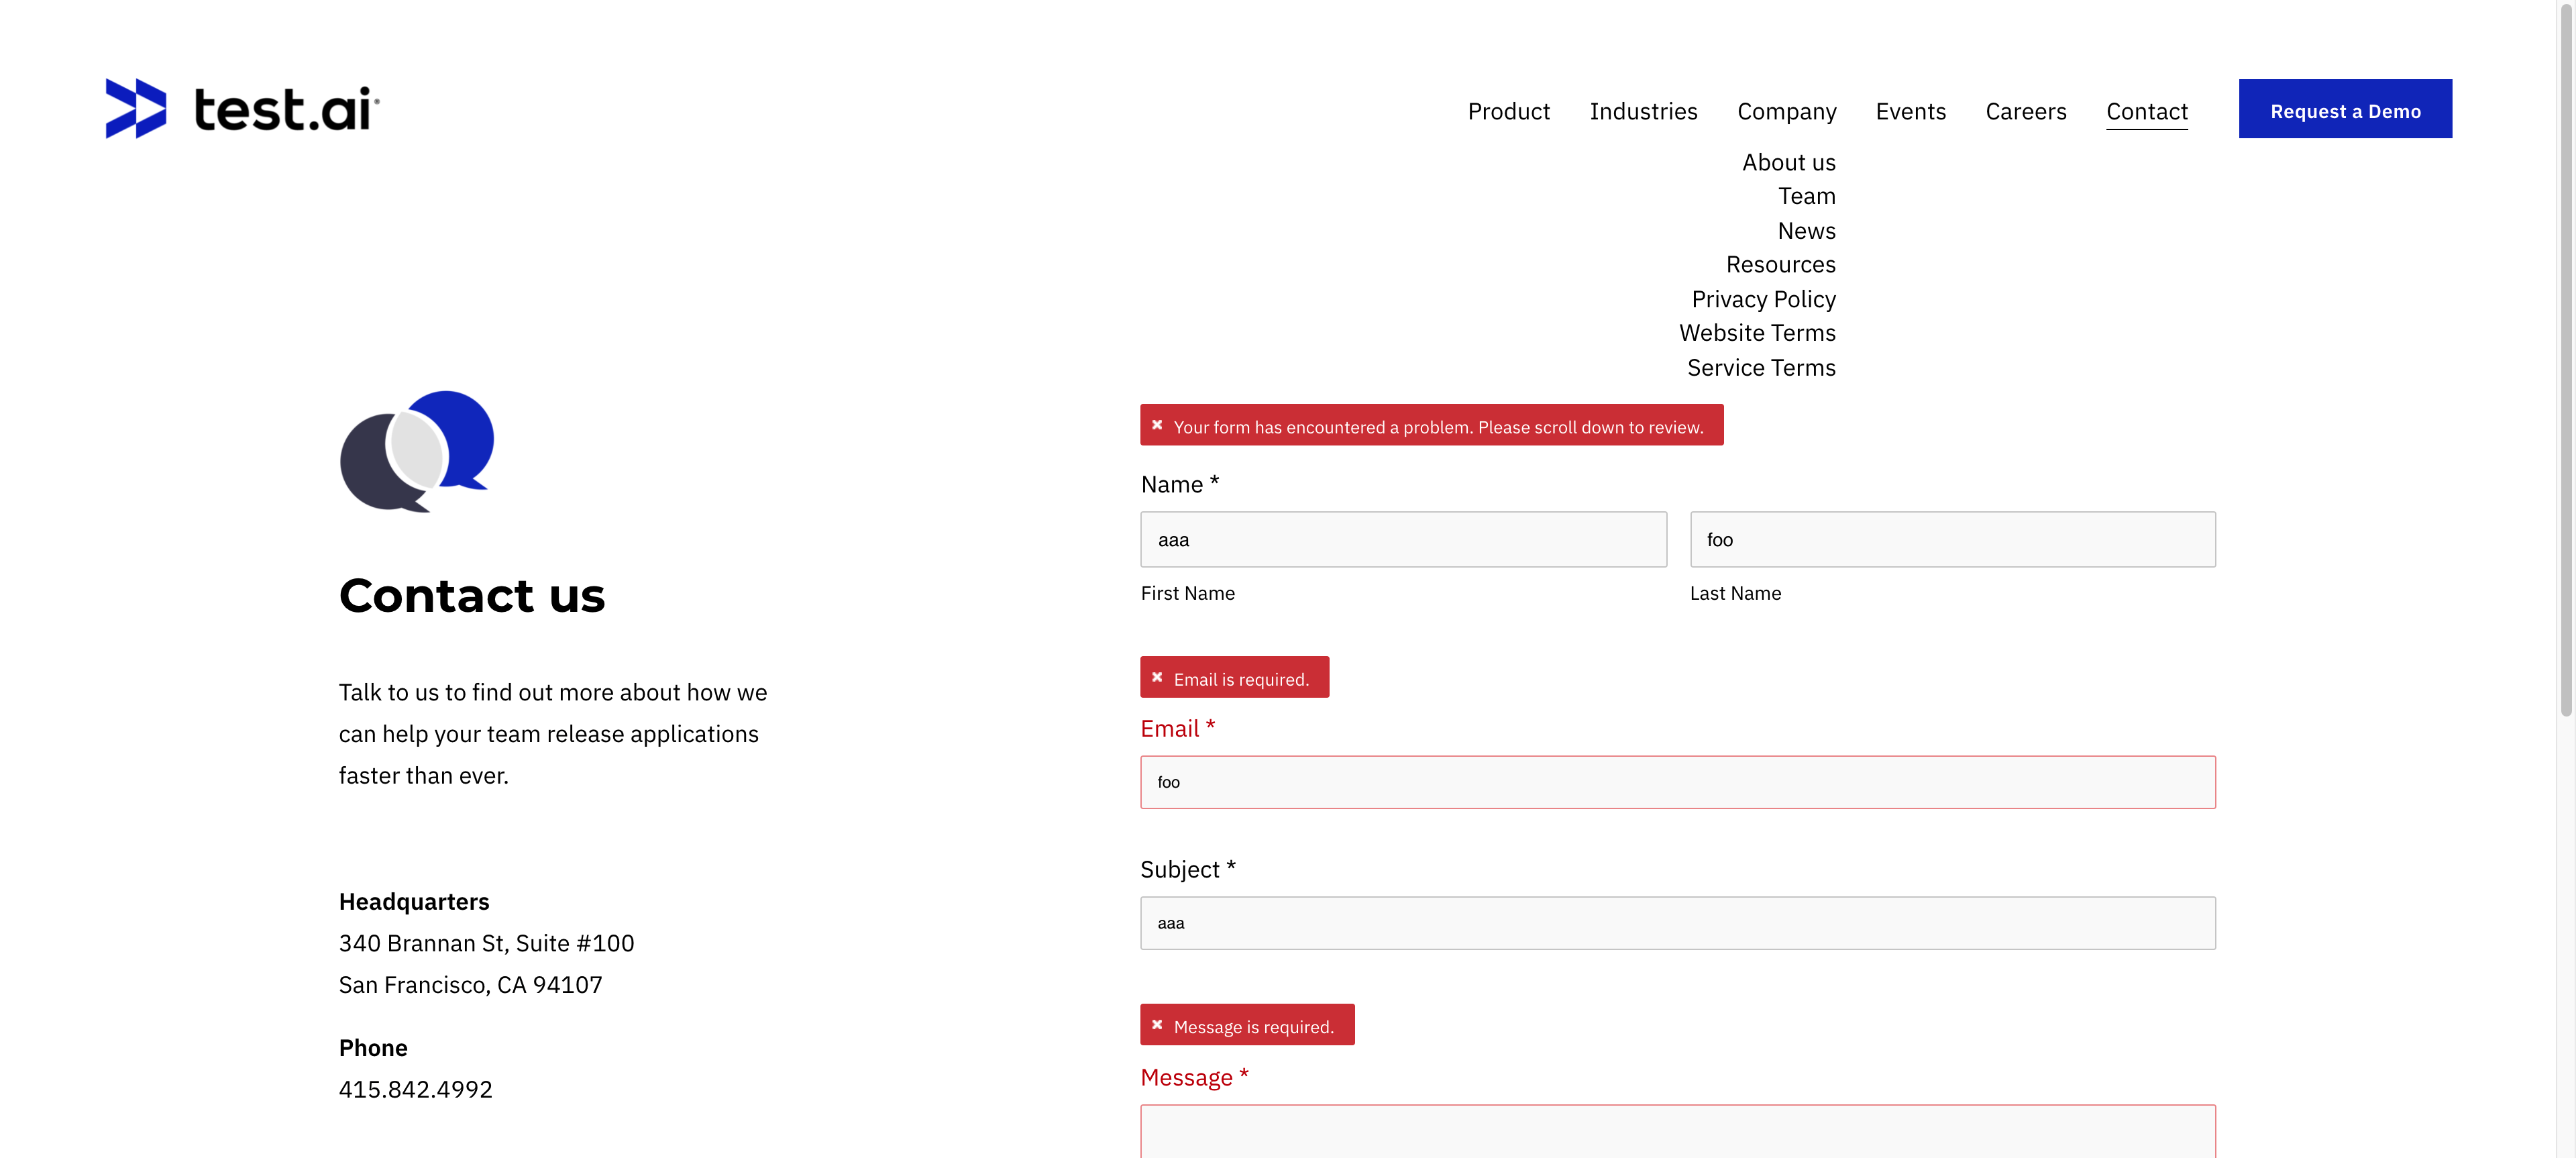 test.ai
Product Industries Company Events Careers Contact Request a Demo
About us
Team
News
Resources
Privacy Policy
Website Terms
Service Terms
Contact us
Talk to us to find out more about how we
can help your team release applications
faster than ever.
Headquarters
340 Brannan St, Suite #100
San Francisco, CA 94107
Phone
415.842.4992
Your form has encountered a problem. Please scroll down to review.
Name *
aaa foo
First Name Last Name
Email is required.
Email *
foo
Subject *
aaa
Message is required.
Message *